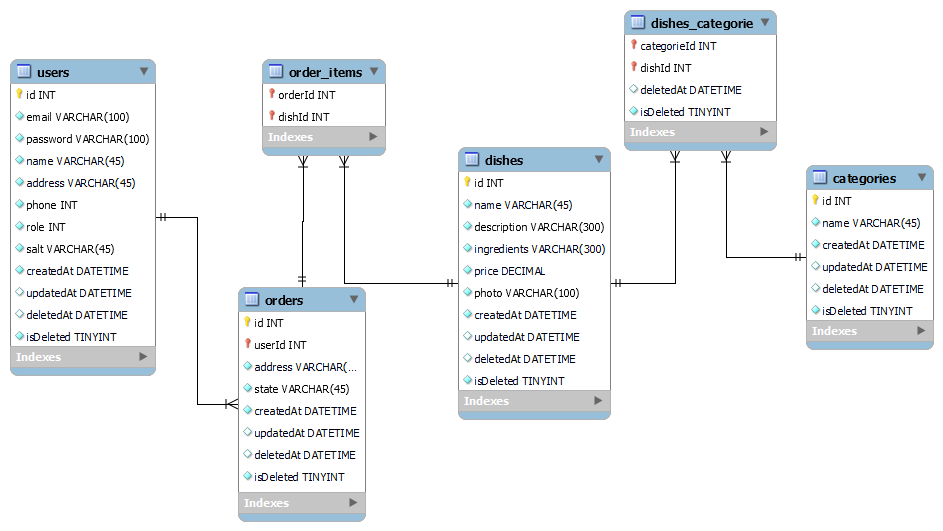 users
id INT
email VARCHAR(100)
password VARCHAR(100)
name VARCHAR(45)
address VARCHAR(45)
phone INT
role INT
salt VARCHAR(45)
createdAt DATETIME
updatedAt DATETIME
deletedAt DATETIME
isDeleted TINYINT
Indexes
order_items
orderId INT
dishId INT
Indexes
orders
id INT
userId INT
address VARCHAR(...
state VARCHAR(45)
createdAt DATETIME
updatedAt DATETIME
deletedAt DATETIME
isDeleted TINYINT
Indexes
dishes
id INT
name VARCHAR(45)
description VARCHAR(300)
ingredients VARCHAR(300)
price DECIMAL
photo VARCHAR(100)
createdAt DATETIME
updatedAt DATETIME
deletedAt DATETIME
isDeleted TINYINT
Indexes
dishes_categorie
categorieId INT
dishId INT
deletedAt DATETIME
isDeleted TINYINT
Indexes
categories
id INT
name VARCHAR(45)
createdAt DATETIME
updatedAt DATETIME
deletedAt DATETIME
isDeleted TINYINT
Indexes